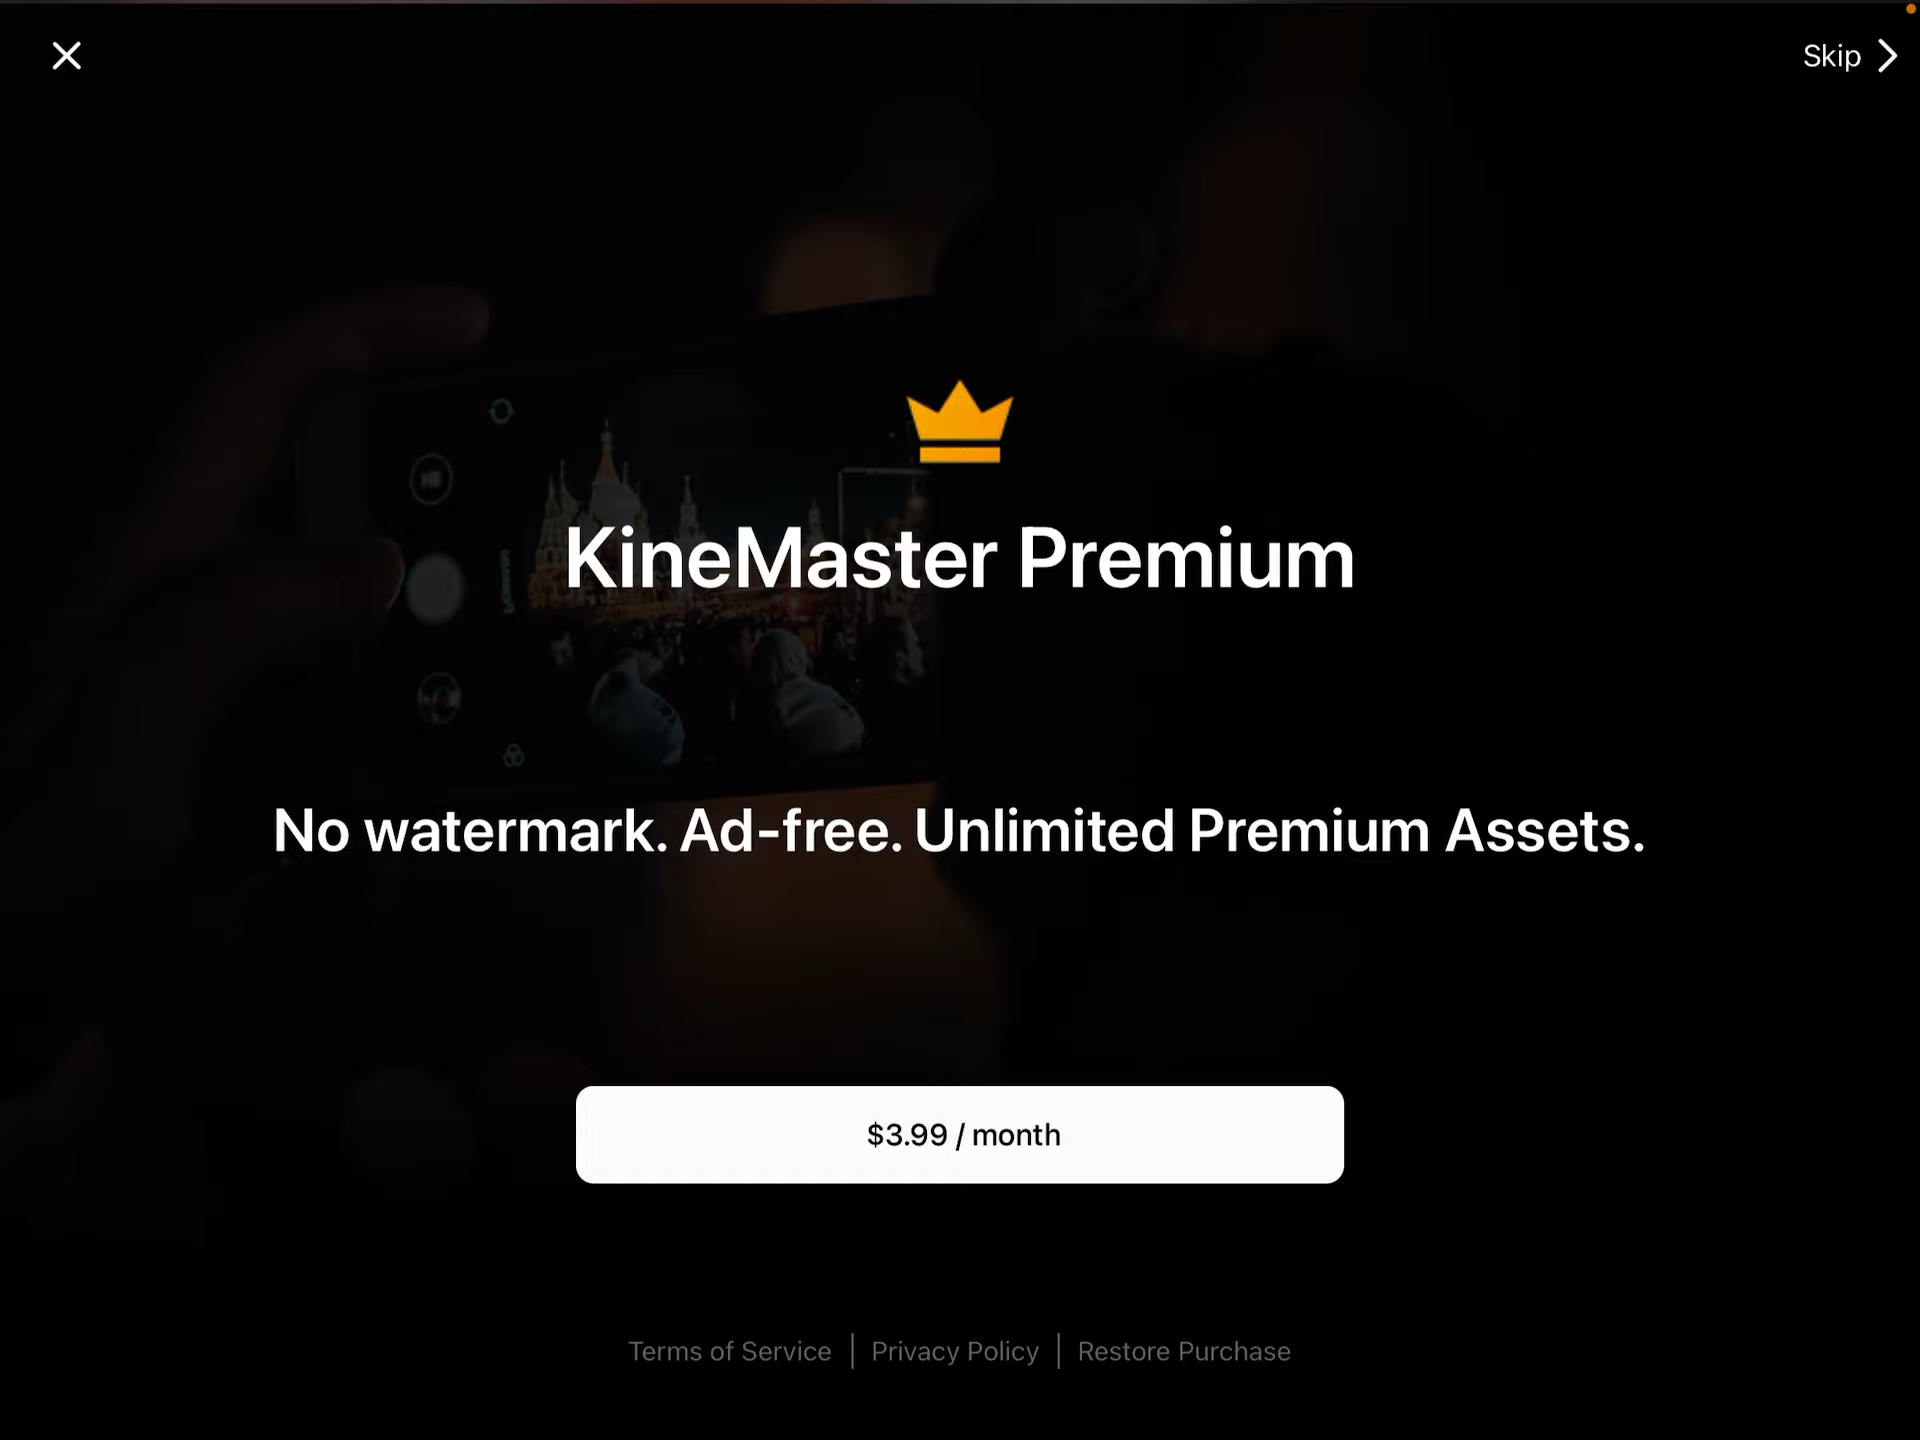 Skip
KineMaster Premium
No watermark. Ad-free. Unlimited Premium Assets.
$3.99 / month
Terms of Service | Privacy Policy | Restore Purchase